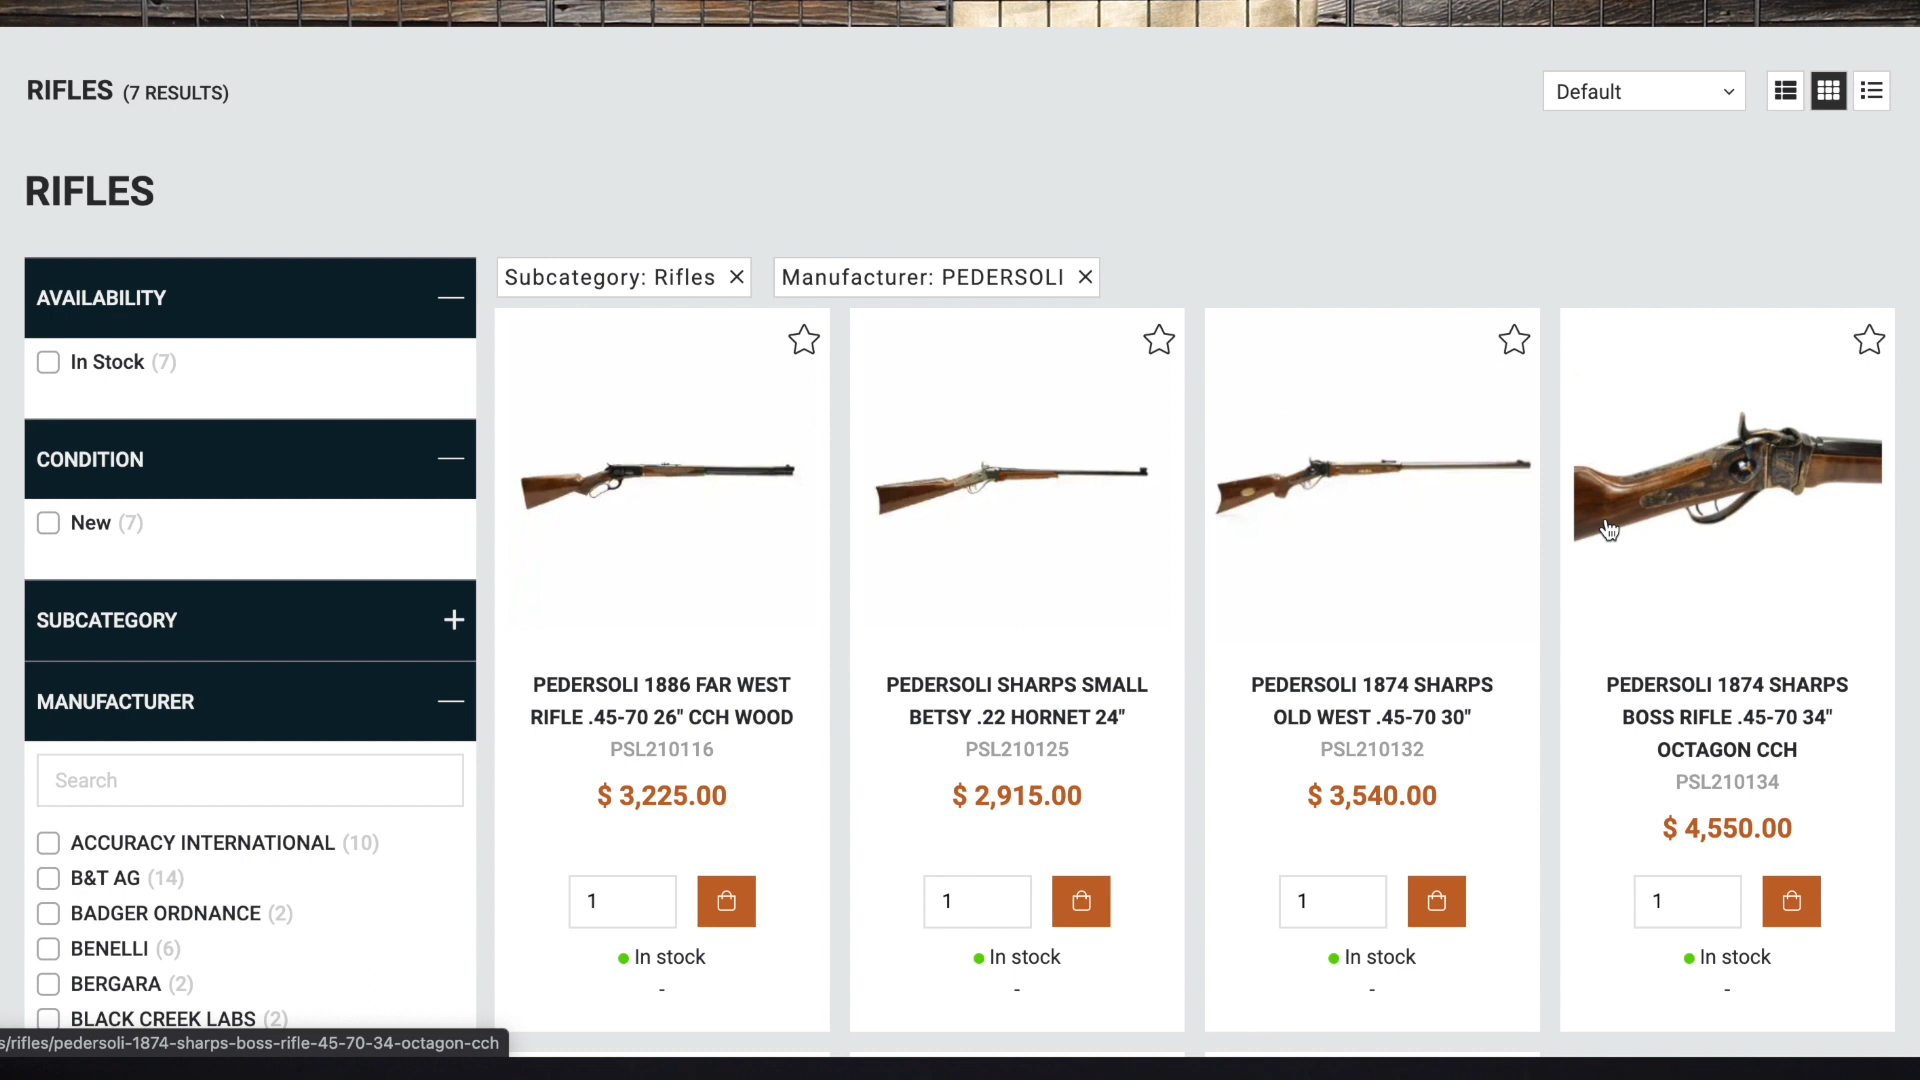 RIFLES (7 RESULTS)
Default
RIFLES
AVAILABILITY
In Stock (7)
CONDITION
New (7)
SUBCATEGORY
MANUFACTURER
Search
ACCURACY INTERNATIONAL (10)
B&T AG (14)
BADGER ORDNANCE (2)
BENELLI (6)
BERGARA (2)
BLACK CREEK LABS (2)
Subcategory: Rifles ×
Manufacturer: PEDERSOLI ×
PEDERSOLI 1886 FAR WEST
RIFLE .45-70 26" CCH WOOD
PSL210116
$ 3,225.00
1
In stock
-
PEDERSOLI SHARPS SMALL
BETSY .22 HORNET 24"
PSL210125
$ 2,915.00
1
In stock
-
PEDERSOLI 1874 SHARPS
OLD WEST .45-70 30"
PSL210132
$ 3,540.00
1
In stock
-
PEDERSOLI 1874 SHARPS
BOSS RIFLE .45-70 34"
OCTAGON CCH
PSL210134
$ 4,550.00
1
In stock
-
s/rifles/pedersoli-1874-sharps-boss-rifle-45-70-34-octagon-cch